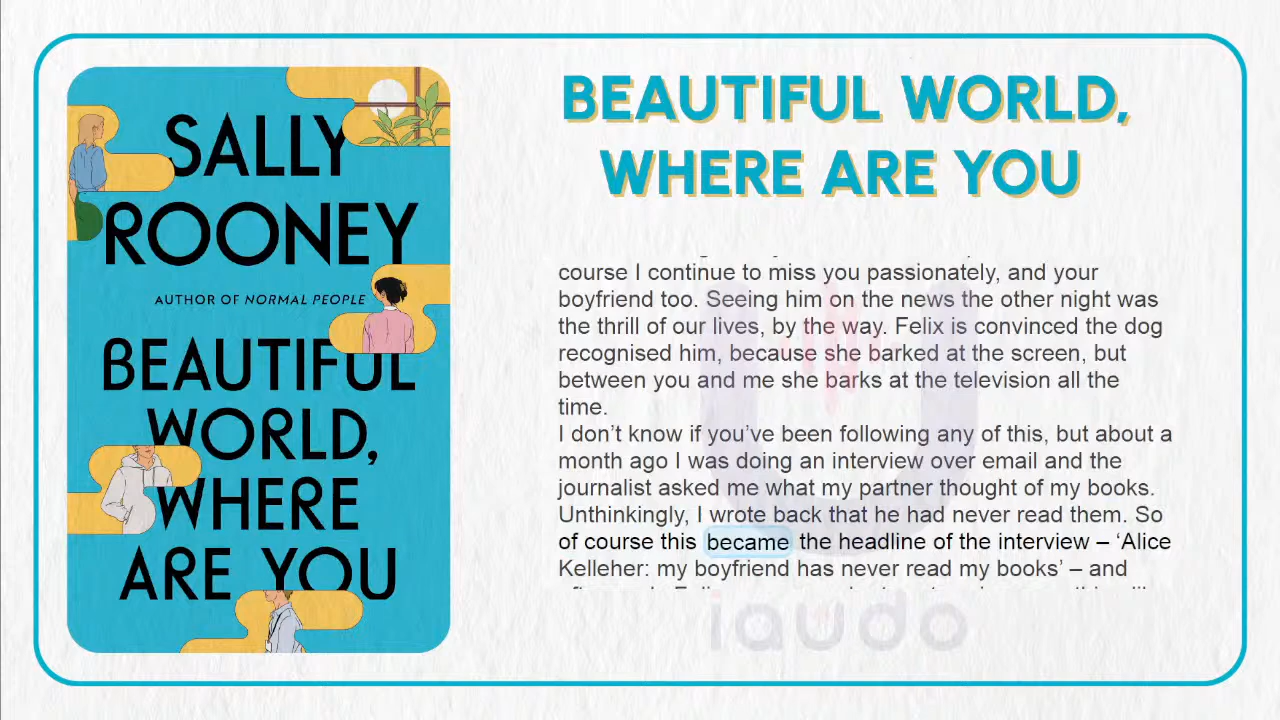 SALLY
ROONEY
AUTHOR OF NORMAL PEOPLE
BEAUTIFUL
WORLD,
WHERE
ARE YOU
BEAUTIFUL WORLD,
WHERE ARE YOU
course I continue to miss you passionately, and your
boyfriend too. Seeing him on the news the other night was
the thrill of our lives, by the way. Felix is convinced the dog
recognised him, because she barked at the screen, but
between you and me she barks at the television all the
time.
I don’t know if you’ve been following any of this, but about a
month ago I was doing an interview over email and the
journalist asked me what my partner thought of my books.
Unthinkingly, I wrote back that he had never read them. So
of course this became the headline of the interview – ‘Alice
Kelleher: my boyfriend has never read my books’ – and
iaudo